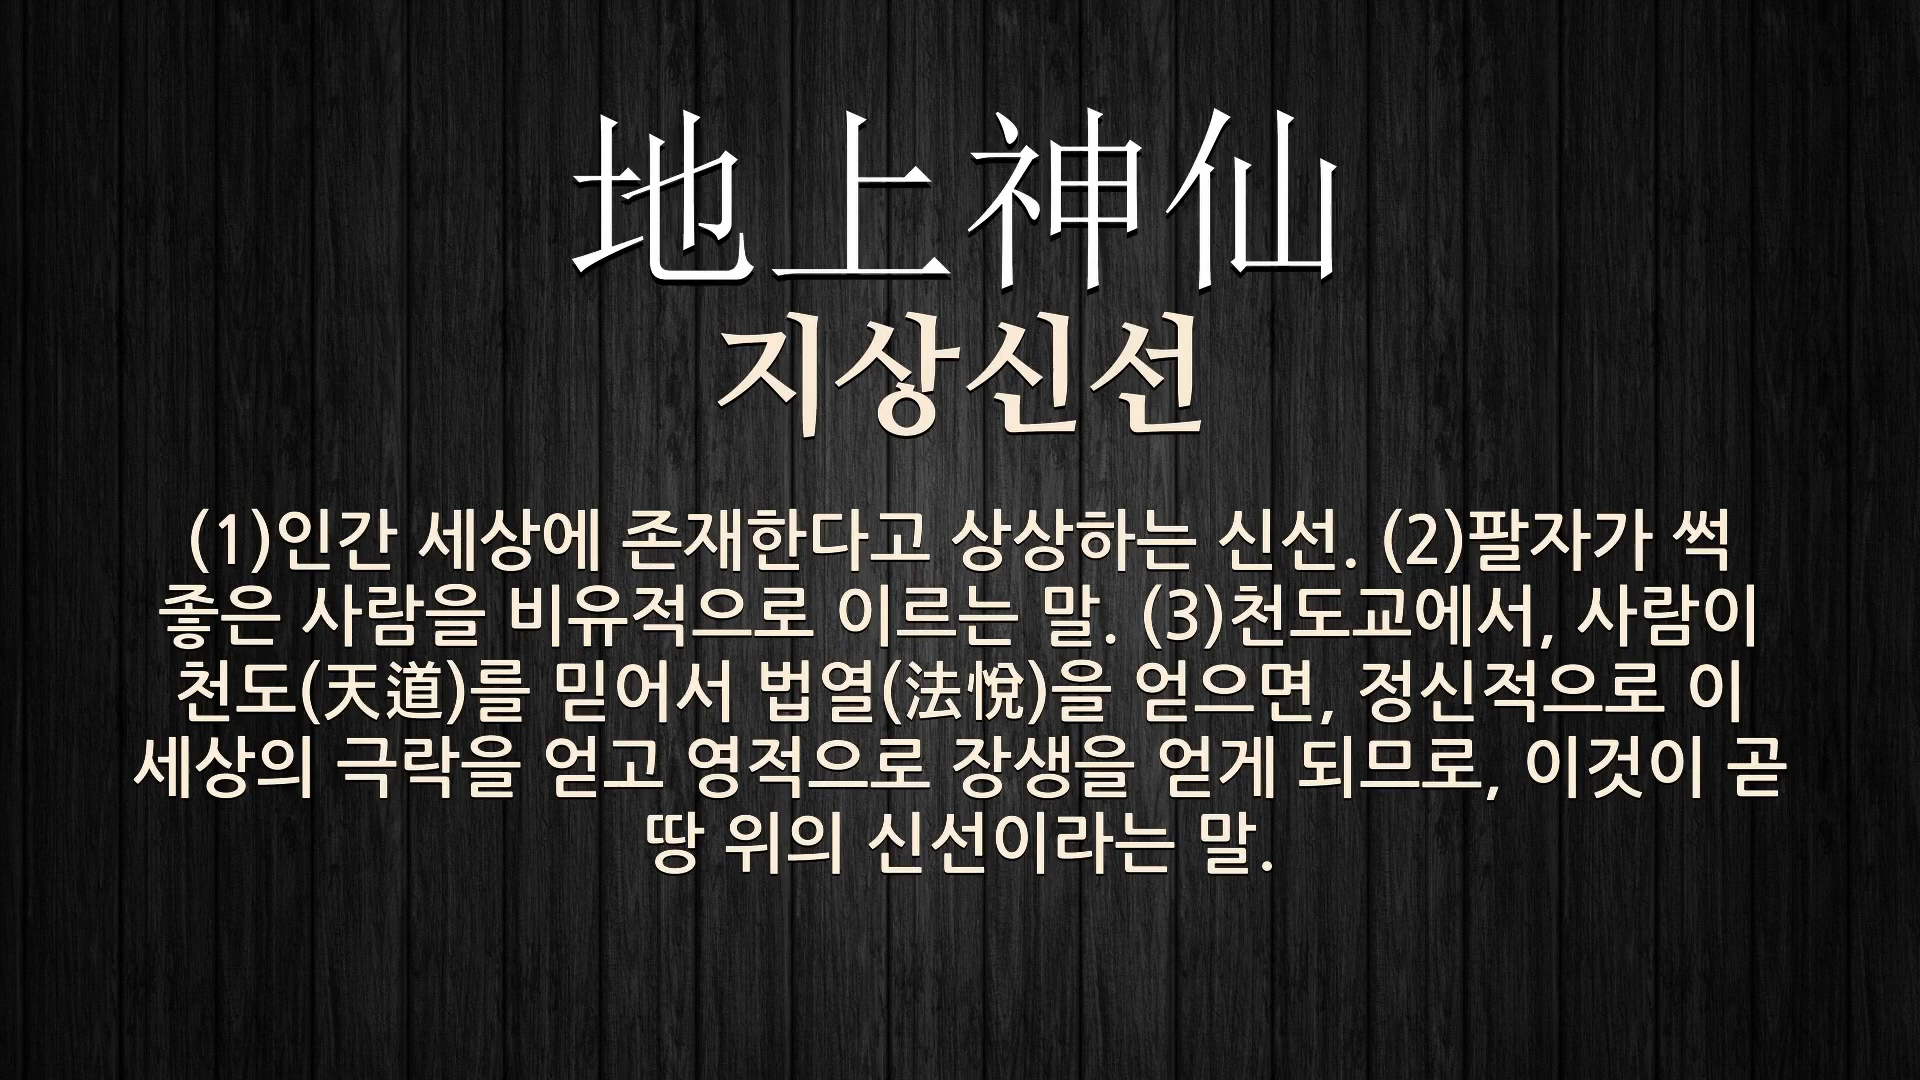 地上神仙
지상신선
(1)인간 세상에 존재한다고 상상하는 신선. (2)팔자가 썩
좋은 사람을 비유적으로 이르는 말. (3)천도교에서, 사람이
천도(天道)를 믿어서 법열(法悅)을 얻으면, 정신적으로 이
세상의 극락을 얻고 영적으로 장생을 얻게 되므로, 이것이 곧
땅 위의 신선이라는 말.